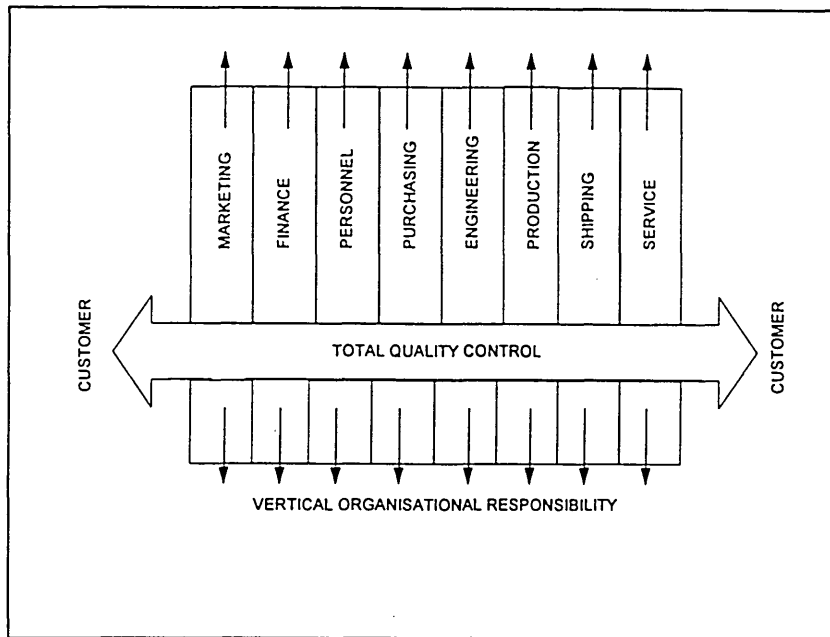 MARKETING
FINANCE
PERSONNEL
PURCHASING
ENGINEERING
PRODUCTION
SHIPPING
SERVICE
CUSTOMER
TOTAL QUALITY CONTROL
CUSTOMER
VERTICAL ORGANISATIONAL RESPONSIBILITY